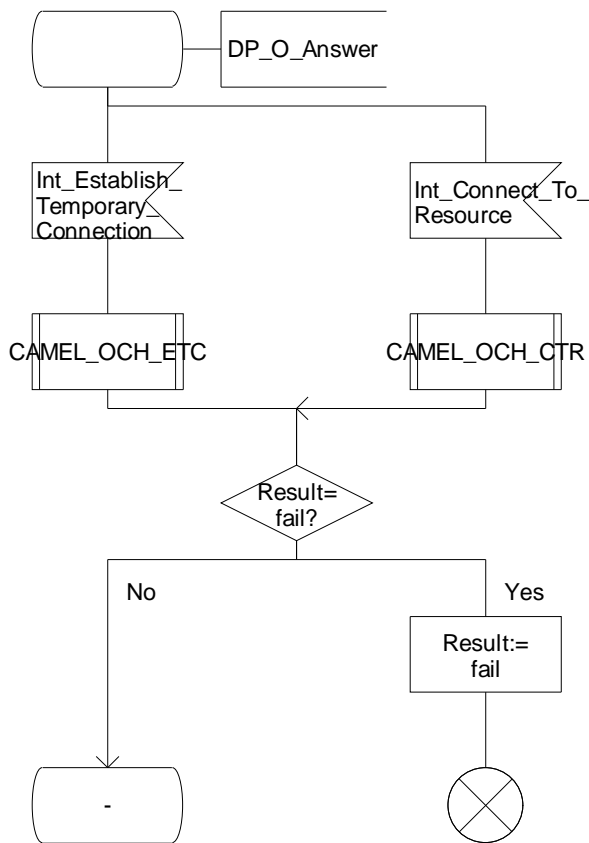 DP_O_Answer
Int_Establish_
Temporary_
Connection
Int_Connect_To_
Resource
CAMEL_OCH_ETC
CAMEL_OCH_CTR
Result=
fail?
No
Yes
Result:=
fail
-